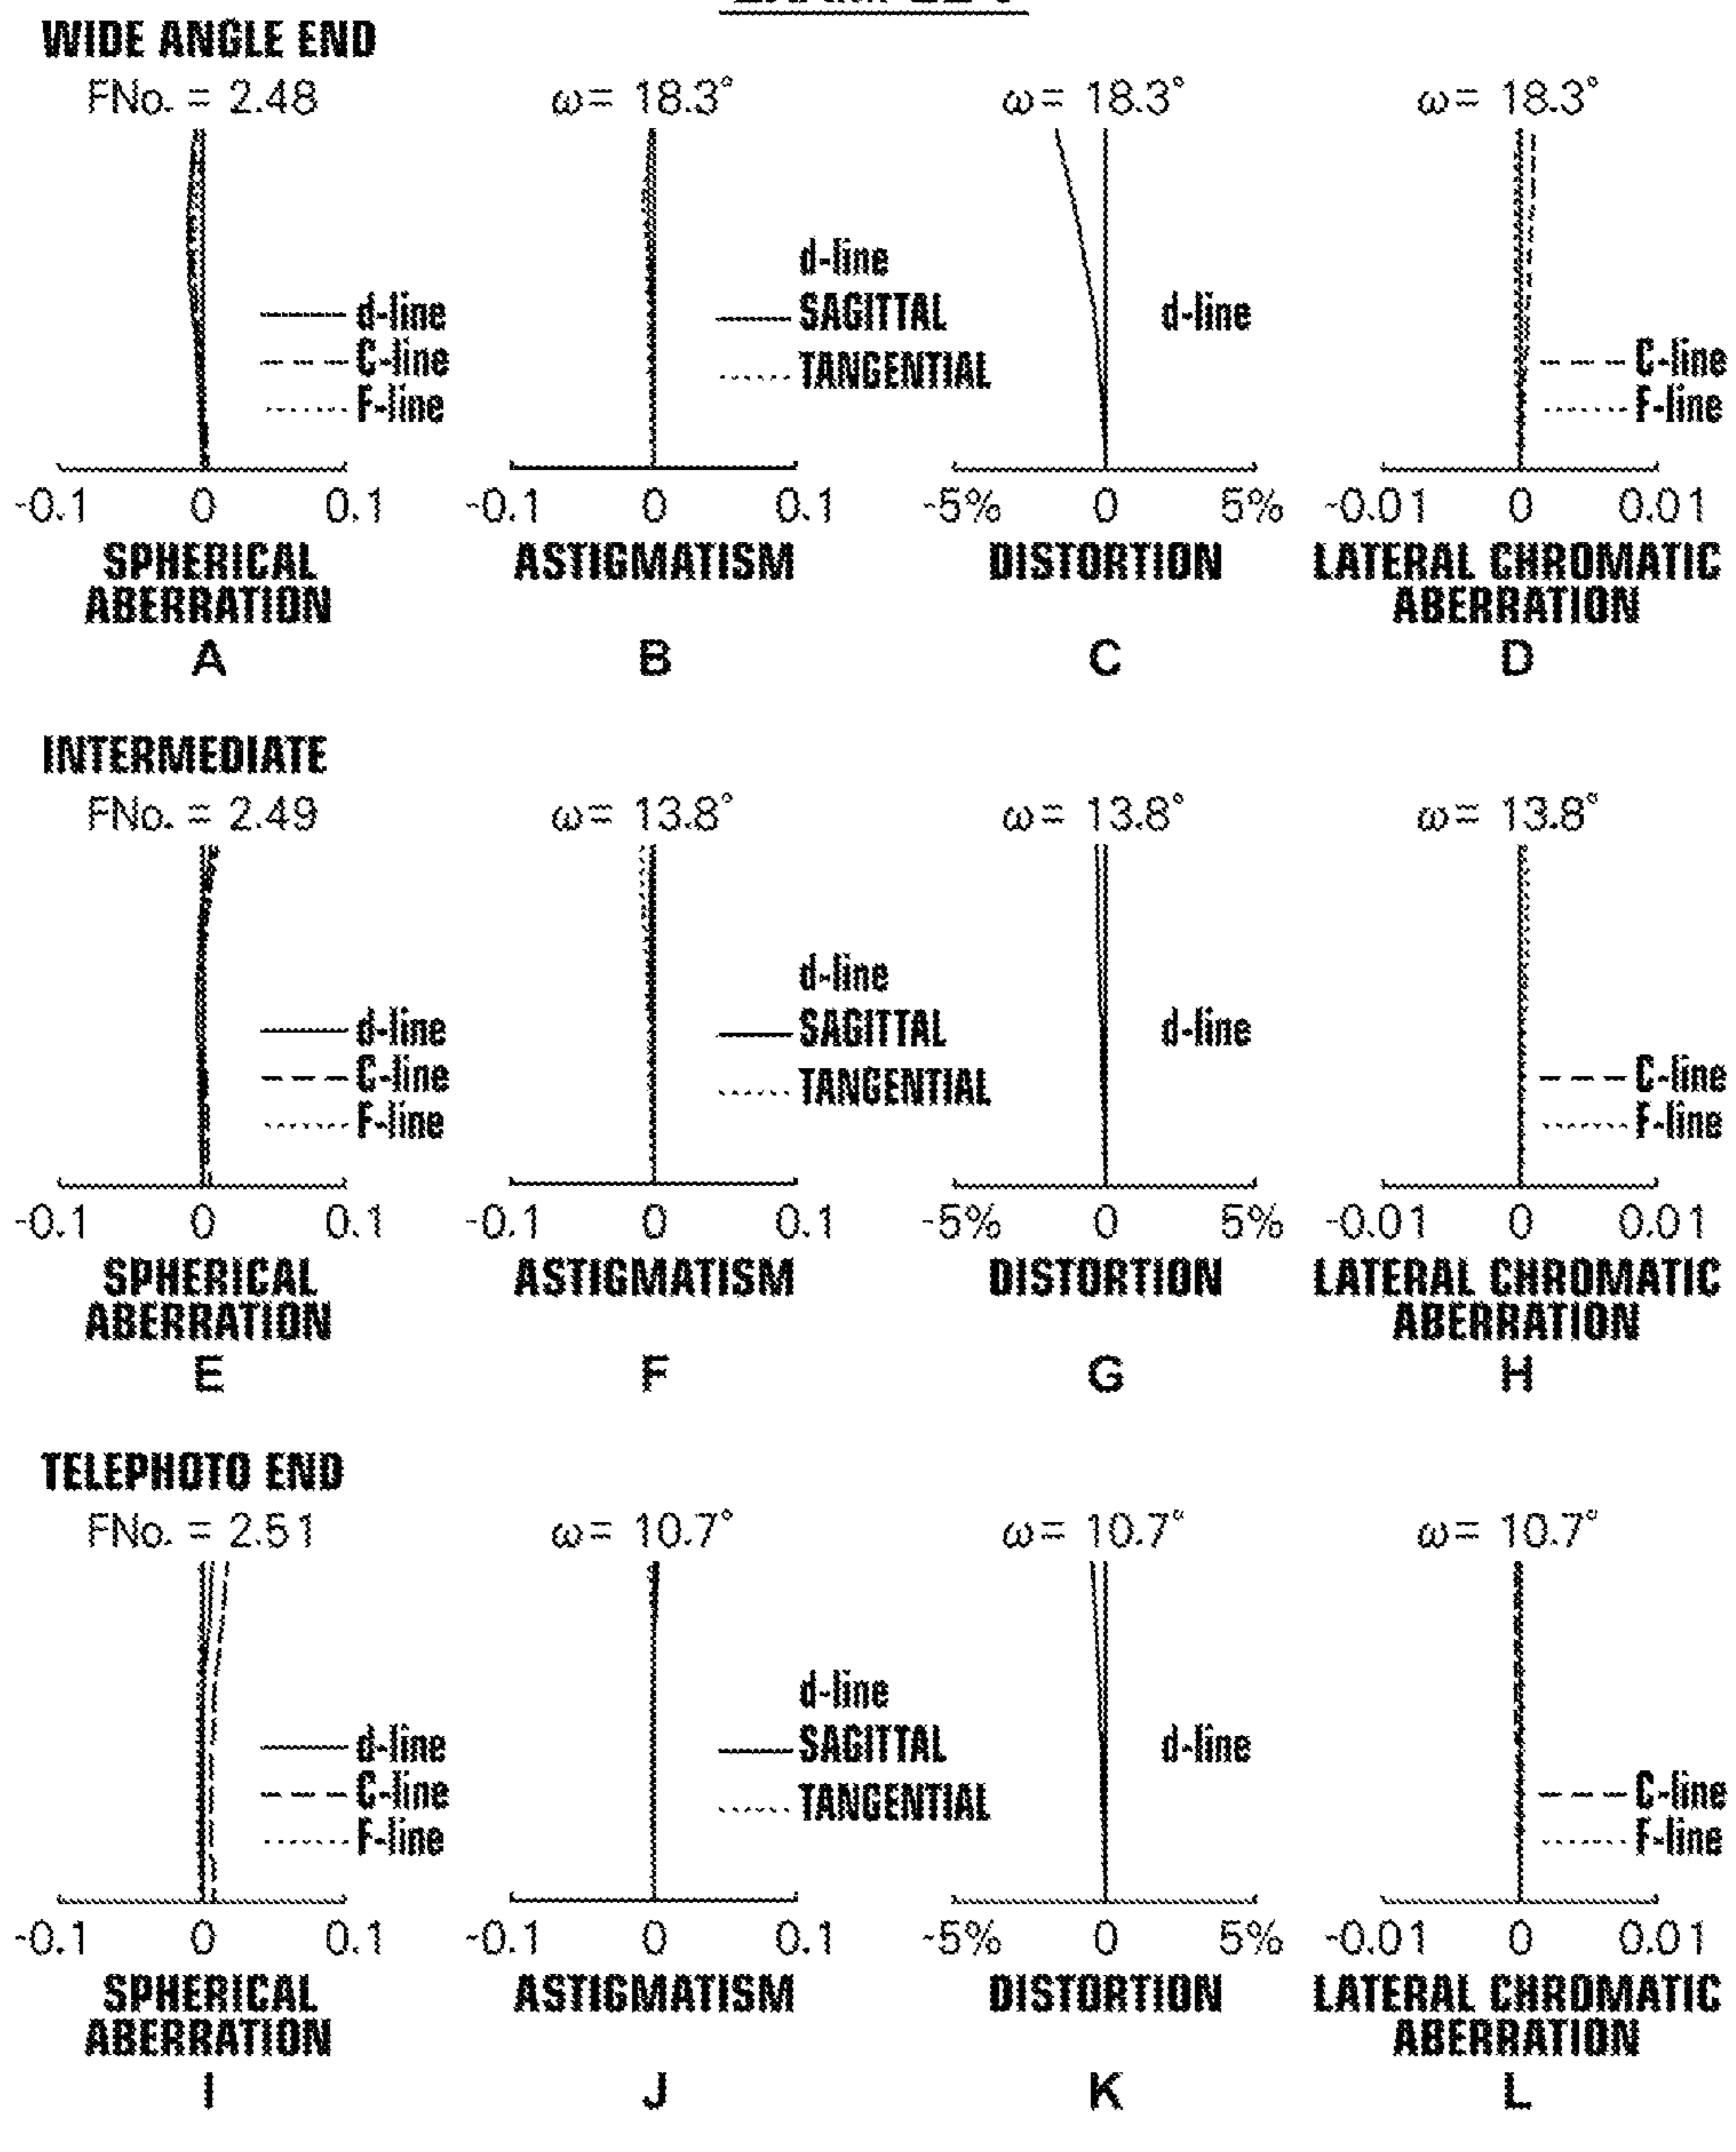 WIDE ANGLE END
FNo. = 2.48
ω= 18.3°
ω= 18.3°
ω= 18.3°
d-line
C-line
F-line
d-line
SAGITTAL
TANGENTIAL
d-line
C-line
F-line
-0.1 0 0.1
-0.1 0 0.1
-5% 0 5%
-0.01 0 0.01
SPHERICAL
ABERRATION
ASTIGMATISM
DISTORTION
LATERAL CHROMATIC
ABERRATION
A
B
C
D
INTERMEDIATE
FNo. = 2.49
ω= 13.8°
ω= 13.8°
ω= 13.8°
d-line
C-line
F-line
d-line
SAGITTAL
TANGENTIAL
d-line
C-line
F-line
-0.1 0 0.1
-0.1 0 0.1
-5% 0 5%
-0.01 0 0.01
SPHERICAL
ABERRATION
ASTIGMATISM
DISTORTION
LATERAL CHROMATIC
ABERRATION
E
F
G
H
TELEPHOTO END
FNo. = 2.51
ω= 10.7°
ω= 10.7°
ω= 10.7°
d-line
C-line
F-line
d-line
SAGITTAL
TANGENTIAL
d-line
C-line
F-line
-0.1 0 0.1
-0.1 0 0.1
-5% 0 5%
-0.01 0 0.01
SPHERICAL
ABERRATION
ASTIGMATISM
DISTORTION
LATERAL CHROMATIC
ABERRATION
I
J
K
L